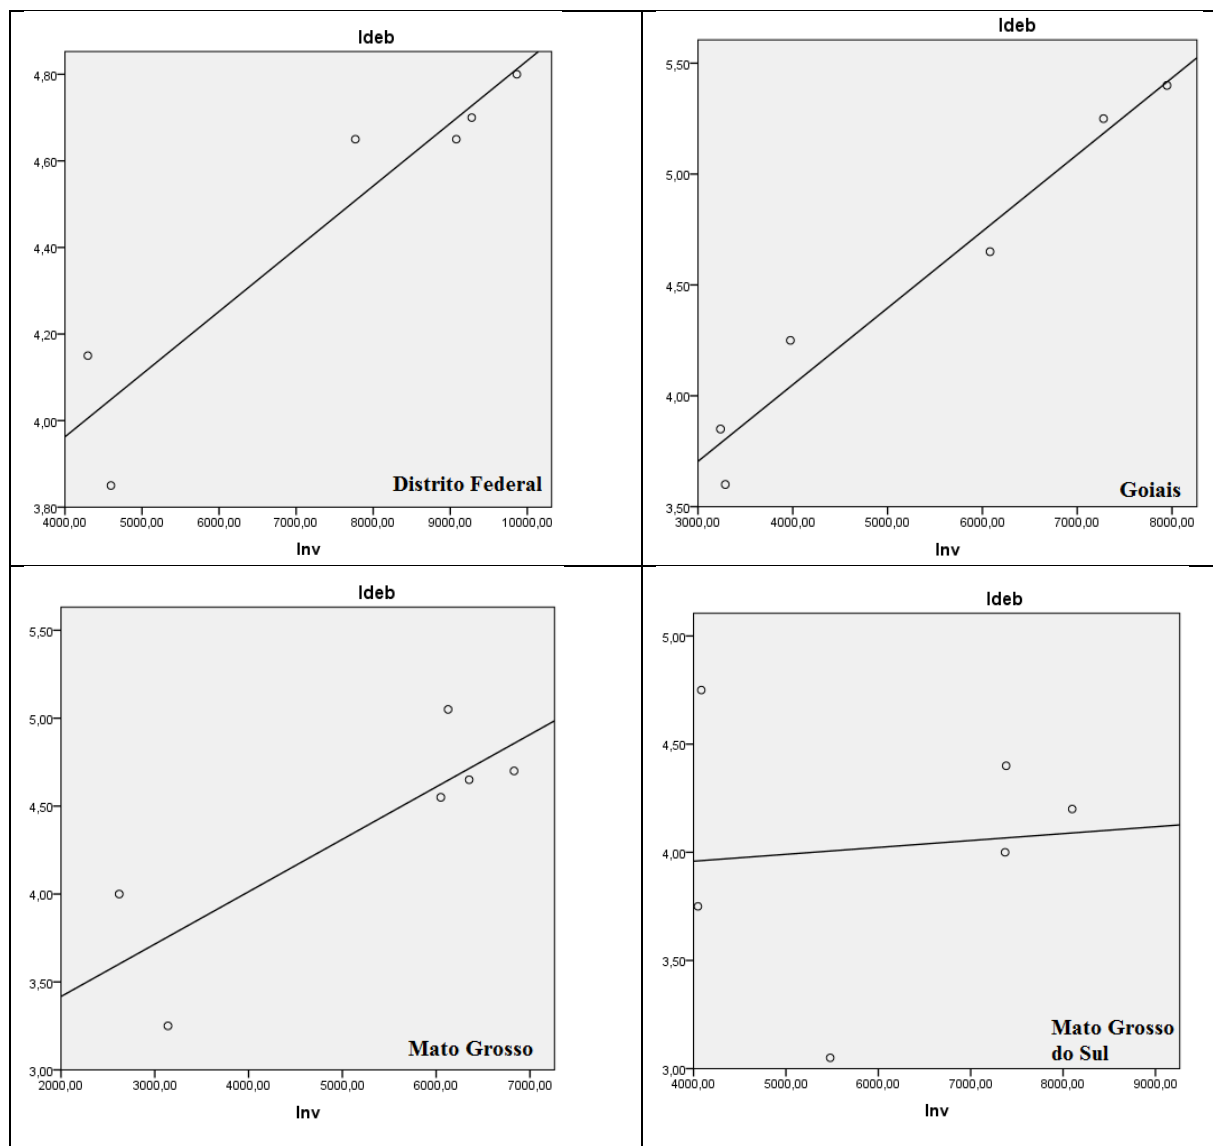 Ideb
4,80
4,60
4,40
4,20
4,00
3,80
Distrito Federal
4000,00 5000,00 6000,00 7000,00 8000,00 9000,00 10000,00
Inv
Ideb
5,50
5,00
4,50
4,00
3,50
Goiais
3000,00 4000,00 5000,00 6000,00 7000,00 8000,00
Inv
Ideb
5,50
5,00
4,50
4,00
3,50
3,00
Mato Grosso
2000,00 3000,00 4000,00 5000,00 6000,00 7000,00
Inv
Ideb
5,00
4,50
4,00
3,50
3,00
Mato Grosso
do Sul
4000,00 5000,00 6000,00 7000,00 8000,00 9000,00
Inv